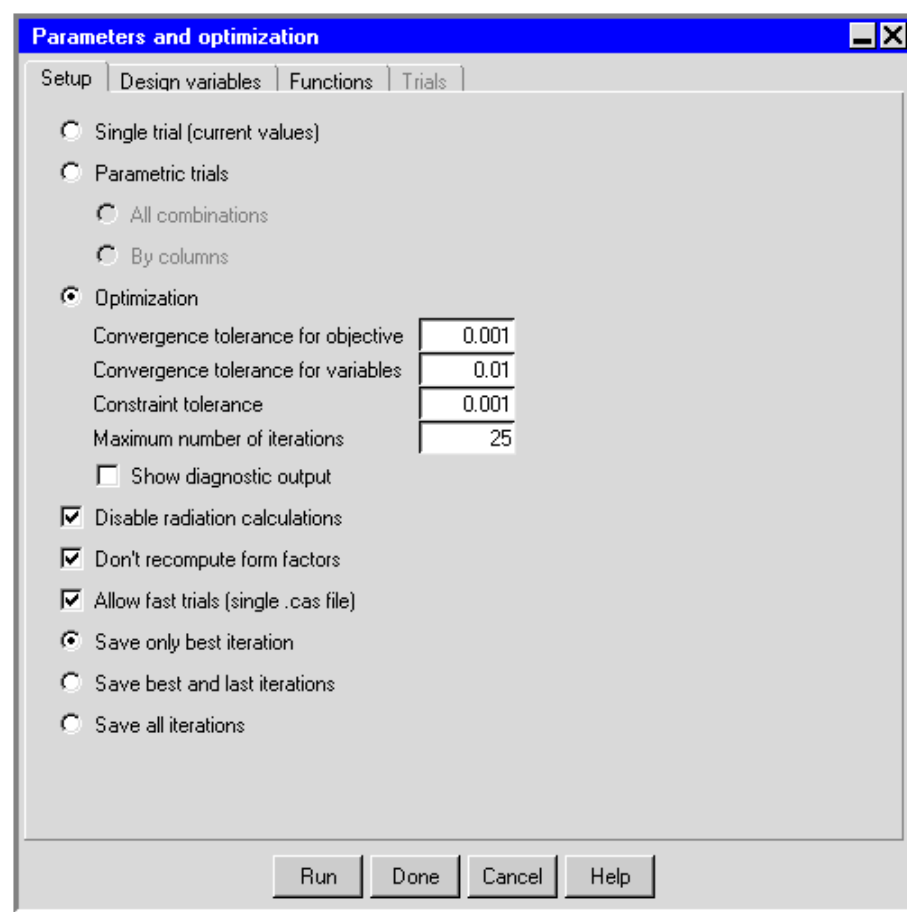 Parameters and optimization
Setup Design variables Functions Trials
Single trial (current values)
Parametric trials
All combinations
By columns
Optimization
Convergence tolerance for objective 0.001
Convergence tolerance for variables 0.01
Constraint tolerance 0.001
Maximum number of iterations 25
Show diagnostic output
Disable radiation calculations
Don't recompute form factors
Allow fast trials (single .cas file)
Save only best iteration
Save best and last iterations
Save all iterations
Run Done Cancel Help